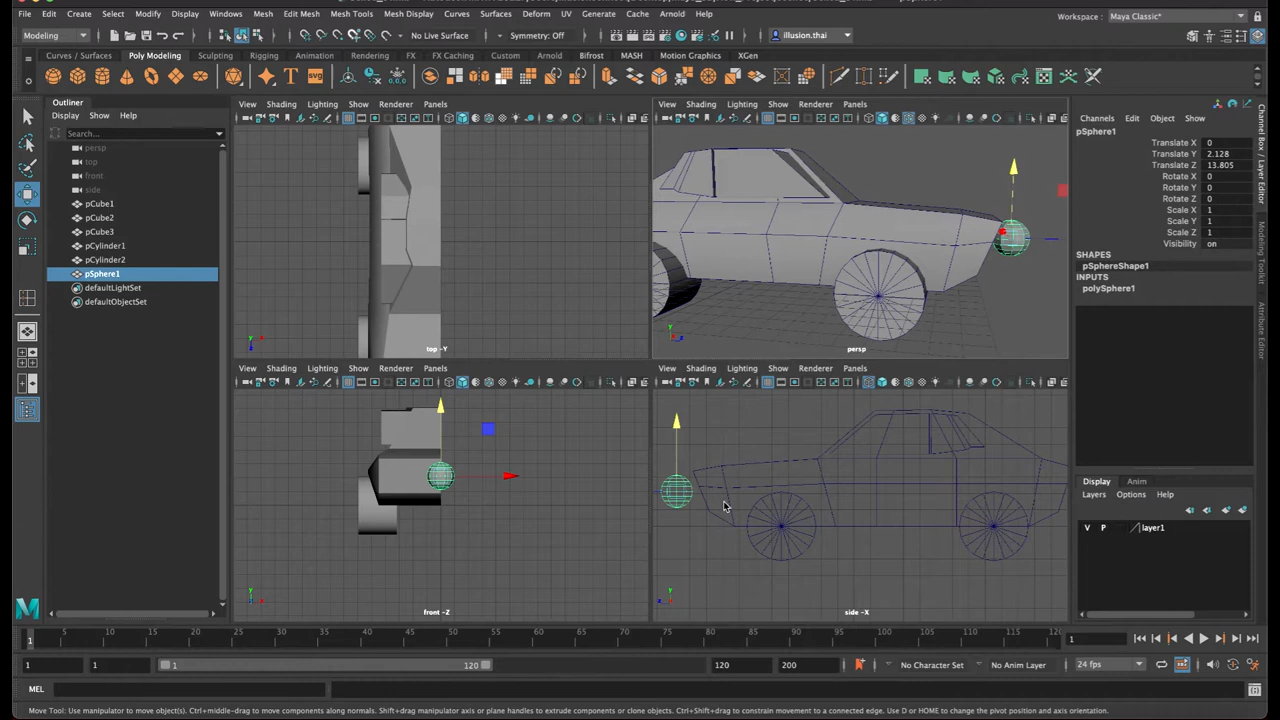 File Edit Create Select Modify Display Windows Mesh Edit Mesh Mesh Tools Mesh Display Curves Surfaces Deform UV Generate Cache Arnold Help
Workspace : Maya Classic*
Modeling
No Live Surface
Symmetry: Off
illusion.thai
Curves / Surfaces Poly Modeling Sculpting Rigging Animation Rendering FX FX Caching Custom Arnold Bifrost MASH Motion Graphics XGen
Outliner
Display Show Help
Search...
persp
top
front
side
pCube1
pCube2
pCube3
pCylinder1
pCylinder2
pSphere1
defaultLightSet
defaultObjectSet
View Shading Lighting Show Renderer Panels
top -Y
View Shading Lighting Show Renderer Panels
persp
View Shading Lighting Show Renderer Panels
front -Z
View Shading Lighting Show Renderer Panels
side -X
Channels Edit Object Show
pSphere1
Translate X 0
Translate Y 2.128
Translate Z 13.805
Rotate X 0
Rotate Y 0
Rotate Z 0
Scale X 1
Scale Y 1
Scale Z 1
Visibility on
SHAPES
pSphereShape1
INPUTS
polySphere1
Channel Box / Layer Editor
Modeling Toolkit
Attribute Editor
Display Anim
Layers Options Help
V P layer1
1 5 10 15 20 25 30 35 40 45 50 55 60 65 70 75 80 85 90 95 100 105 110 115 120
1
1 1 1 120 120 200
No Character Set
No Anim Layer
24 fps
MEL
Move Tool: Use manipulator to move object(s). Ctrl+middle-drag to move components along normals. Shift+drag manipulator axis or plane handles to extrude components or clone objects. Ctrl+Shift+drag to constrain movement to a connected edge. Use D or HOME to change the pivot position and axis orientation.